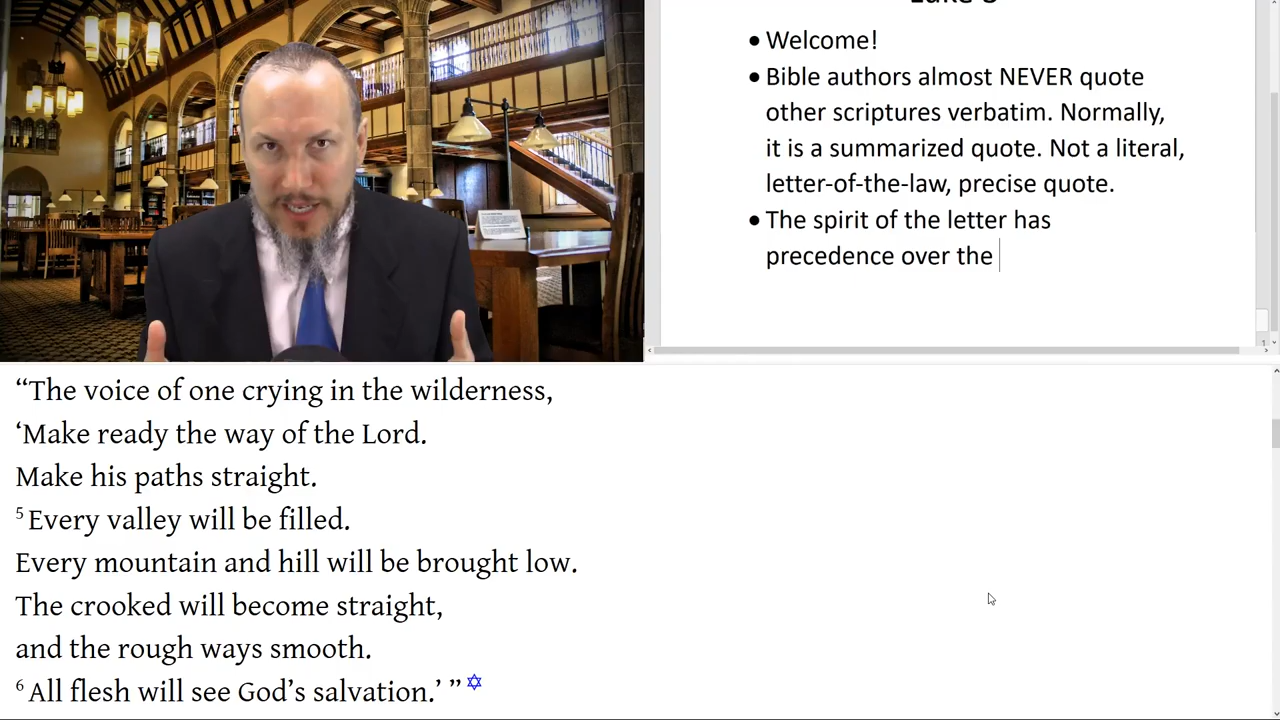 • Welcome!
• Bible authors almost NEVER quote
other scriptures verbatim. Normally,
it is a summarized quote. Not a literal,
letter-of-the-law, precise quote.
• The spirit of the letter has
precedence over the
“The voice of one crying in the wilderness,
‘Make ready the way of the Lord.
Make his paths straight.
5 Every valley will be filled.
Every mountain and hill will be brought low.
The crooked will become straight,
and the rough ways smooth.
6 All flesh will see God’s salvation.’ ” ✡